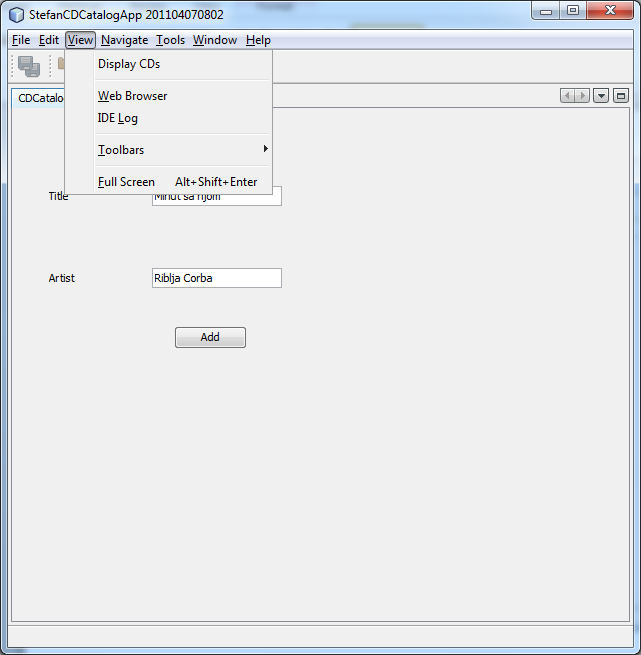 StefanCDCatalogApp 201104070802
File Edit View Navigate Tools Window Help
Display CDs
Web Browser
IDE Log
Toolbars
Full Screen Alt+Shift+Enter
CDCatalo
Title Minut sa njom
Artist Riblja Corba
Add